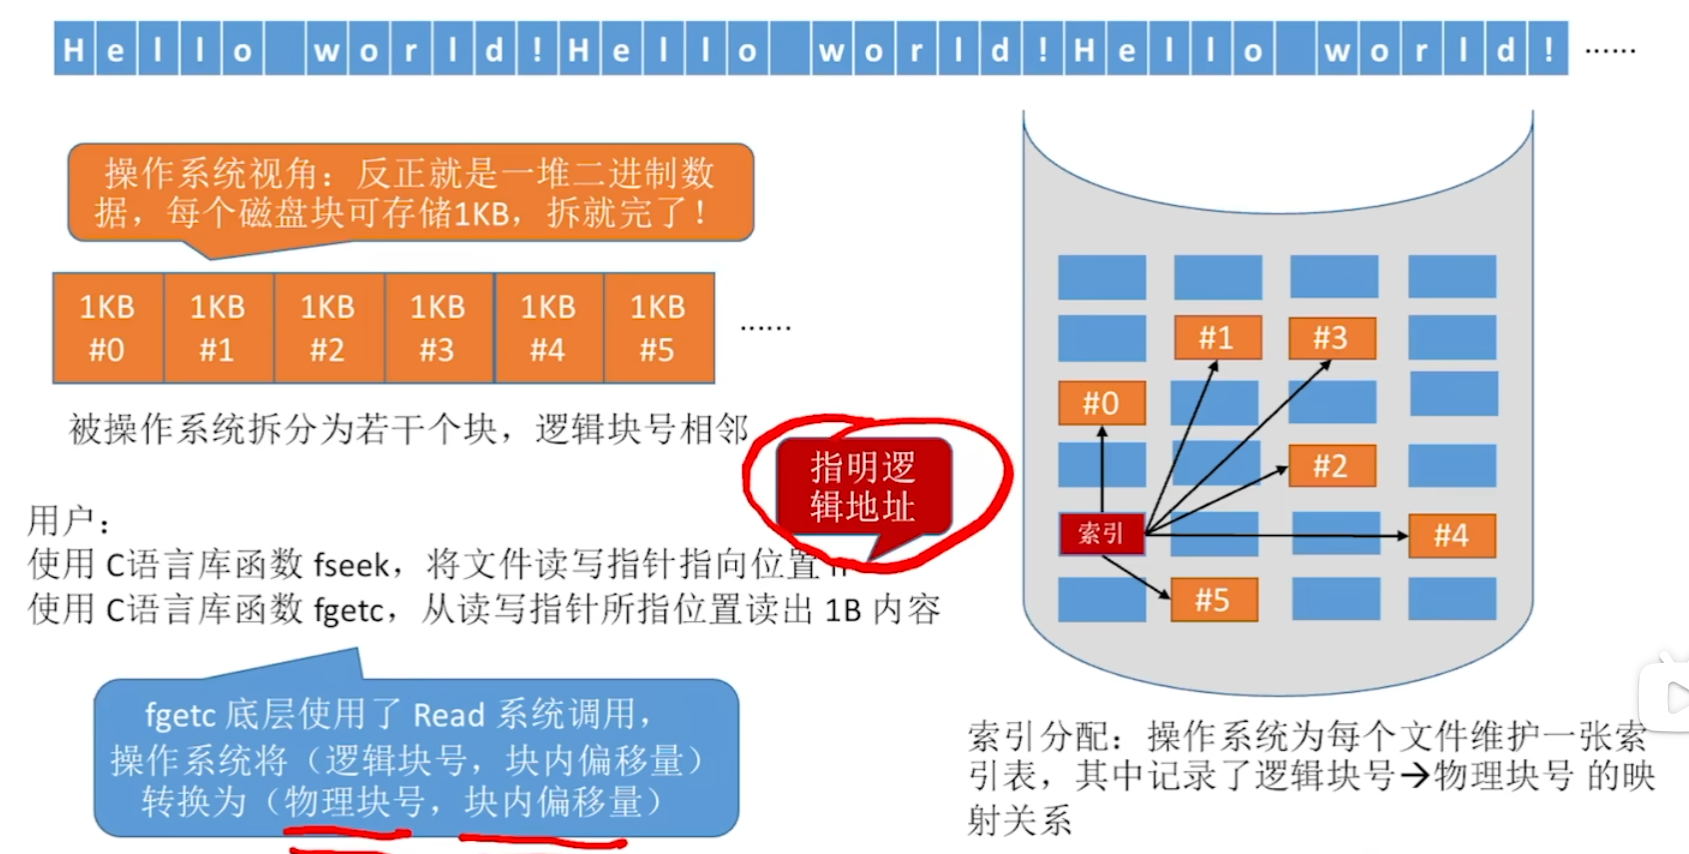 Hello world!Hello world!Hello world! ······
操作系统视角：反正就是一堆二进制数
据，每个磁盘块可存储1KB，拆就完了！
1KB 1KB 1KB 1KB 1KB 1KB ······
#0 #1 #2 #3 #4 #5
被操作系统拆分为若干个块，逻辑块号相邻
指明逻
辑地址
用户：
使用 C语言库函数 fseek，将文件读写指针指向位置 n
使用 C语言库函数 fgetc，从读写指针所指位置读出 1B 内容
fgetc 底层使用了 Read 系统调用，
操作系统将（逻辑块号，块内偏移量）
转换为（物理块号，块内偏移量）
#1 #3
#0
#2
索引 #4
#5
索引分配：操作系统为每个文件维护一张索
引表，其中记录了逻辑块号→物理块号 的映
射关系